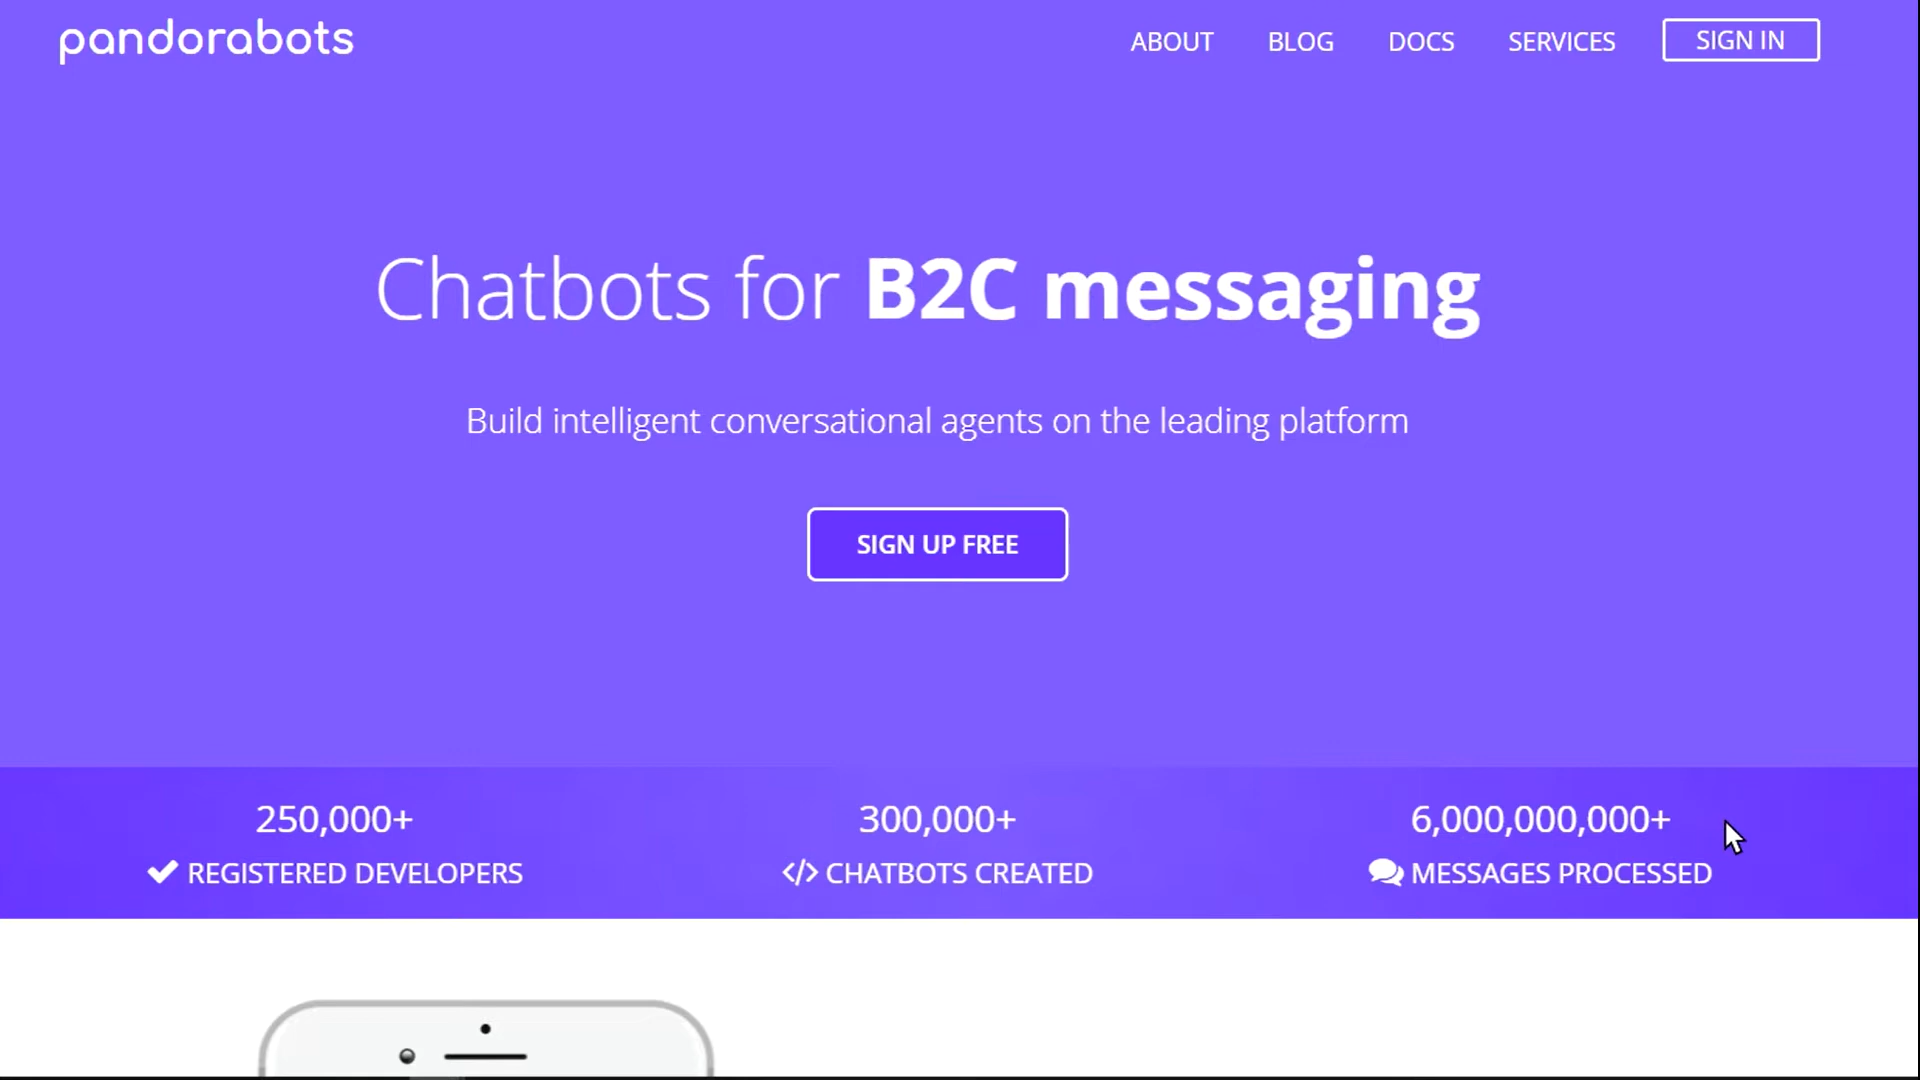 pandorabots
ABOUT BLOG DOCS SERVICES SIGN IN
Chatbots for B2C messaging
Build intelligent conversational agents on the leading platform
SIGN UP FREE
250,000+ 300,000+ 6,000,000,000+
REGISTERED DEVELOPERS </> CHATBOTS CREATED MESSAGES PROCESSED